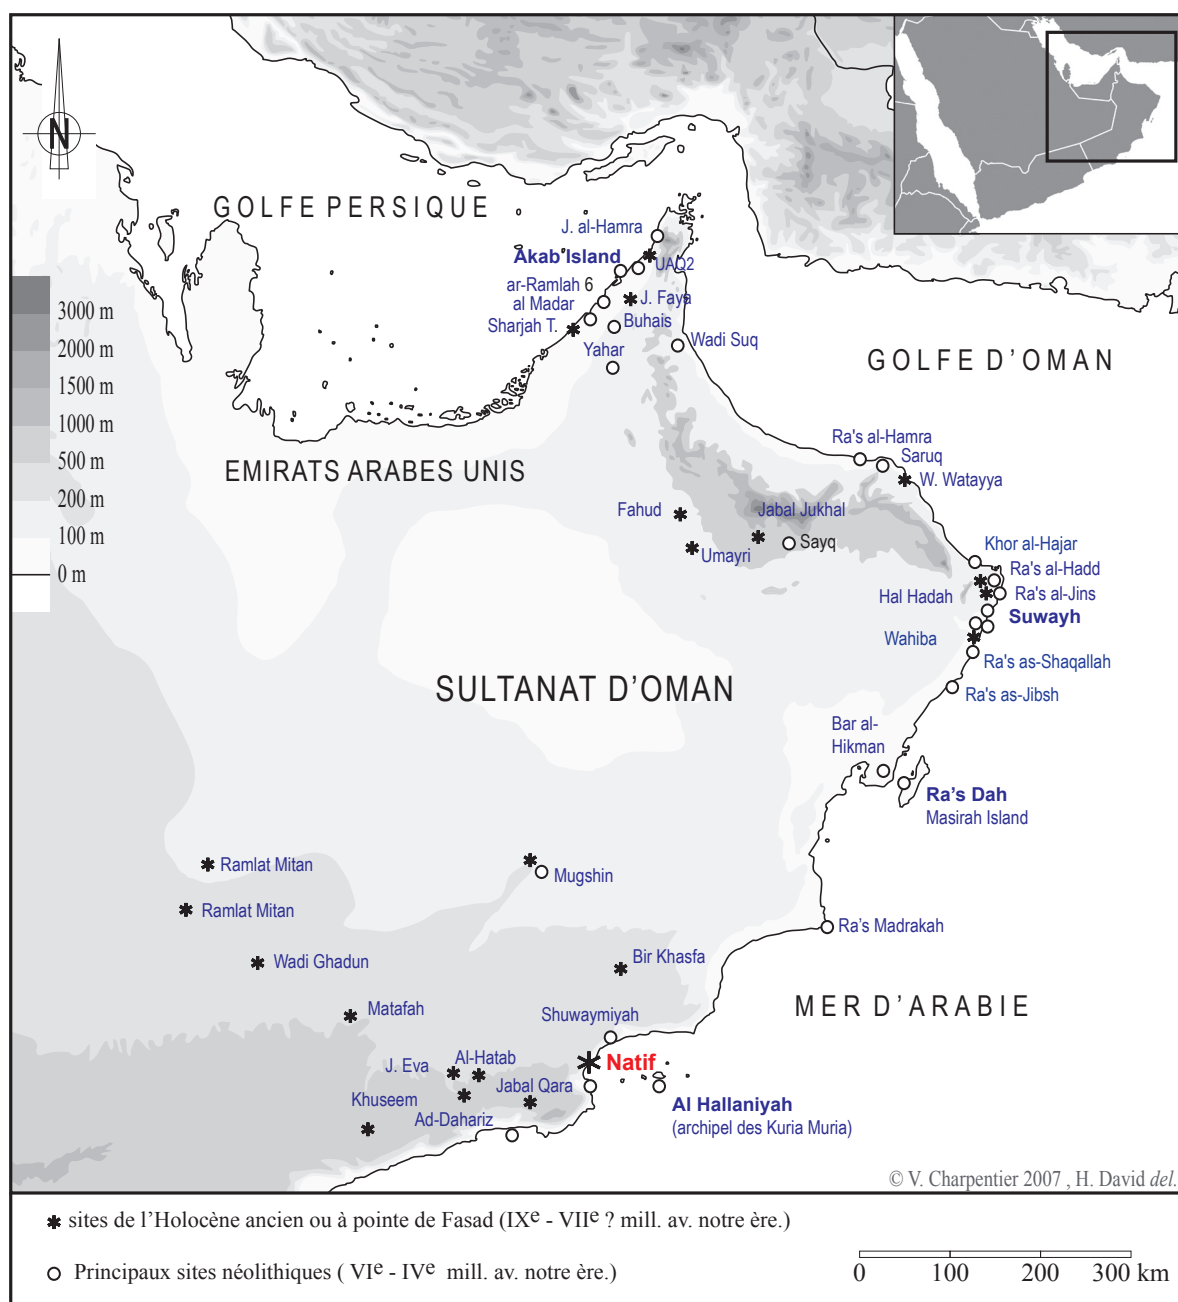 N
GOLFE PERSIQUE
J. al-Hamra
Akab Island
UAQ2
ar-Ramlah 6
al Madar
J. Faya
Sharjah T.
Buhais
Yahar
Wadi Suq
GOLFE D'OMAN
3000 m
2000 m
1500 m
1000 m
500 m
200 m
100 m
0 m
EMIRATS ARABES UNIS
Ra's al-Hamra
Saruq
W. Watayya
Fahud
Jabal Jukhal
Umayri
Sayq
Khor al-Hajar
Ra's al-Hadd
Hal Hadah
Ra's al-Jins
Suwayh
Wahiba
Ra's as-Shaqallah
SULTANAT D'OMAN
Ra's as-Jibsh
Bar al-
Hikman
Ra's Dah
Masirah Island
Ramlat Mitan
Mugshin
Ramlat Mitan
Ra's Madrakah
Wadi Ghadun
Bir Khasfa
Matafah
MER D'ARABIE
Shuwaymiyah
Natif
J. Eva
Al-Hatab
Jabal Qara
Khuseem
Ad-Dahariz
Al Hallaniyah
(archipel des Kuria Muria)
© V. Charpentier 2007 , H. David del.
sites de l'Holocène ancien ou à pointe de Fasad (IXe - VIIe ? mill. av. notre ère.)
Principaux sites néolithiques ( VIe - IVe mill. av. notre ère.)
0 100 200 300 km